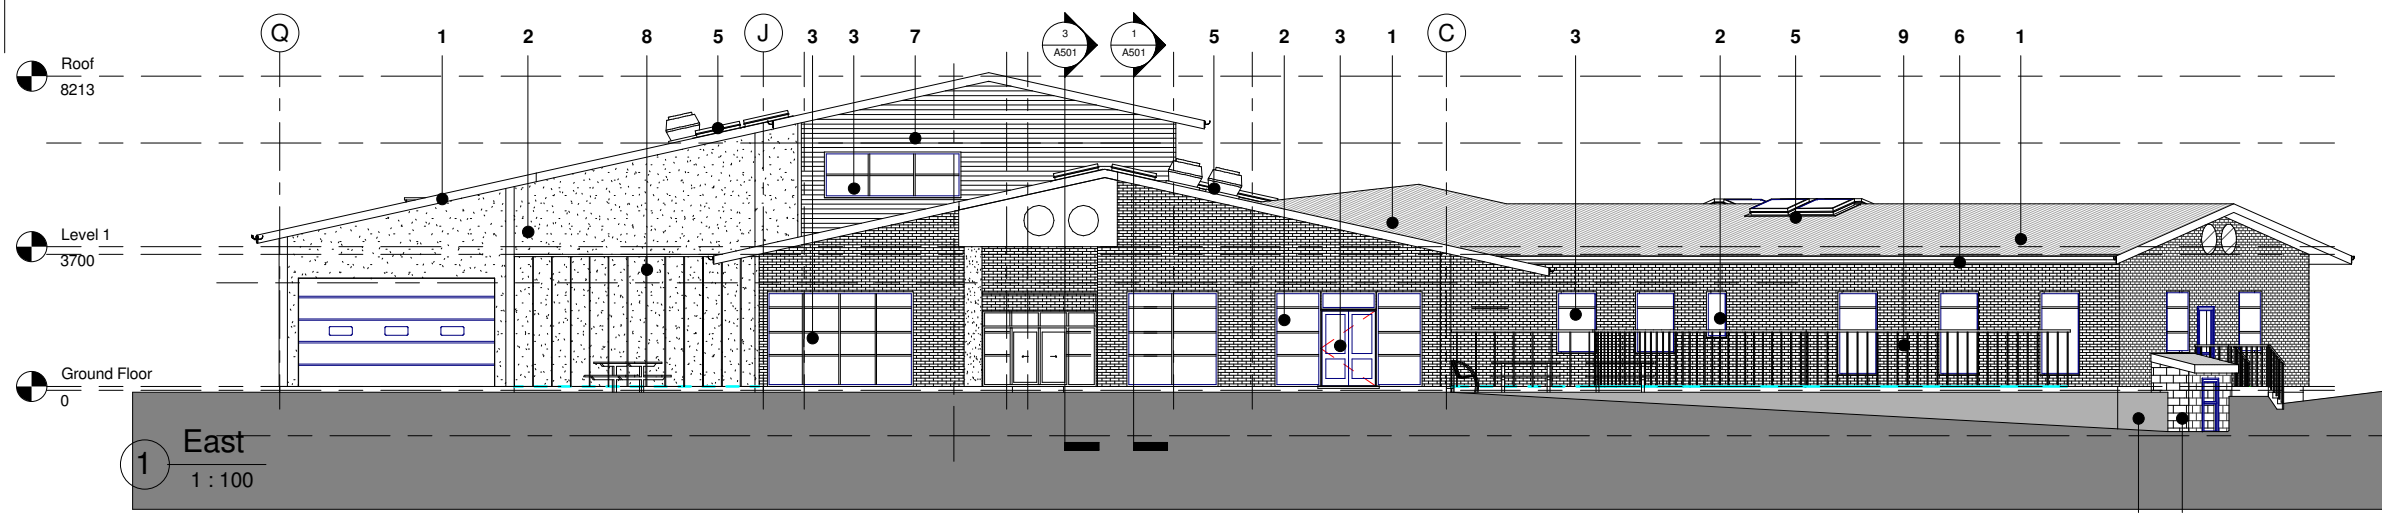 Q 1 2 8 5 J 3 3 7 3 1 5 2 3 1 C 3 2 5 9 6 1
A501 A501
Roof
8213
Level 1
3700
Ground Floor
0
1 East
1 : 100